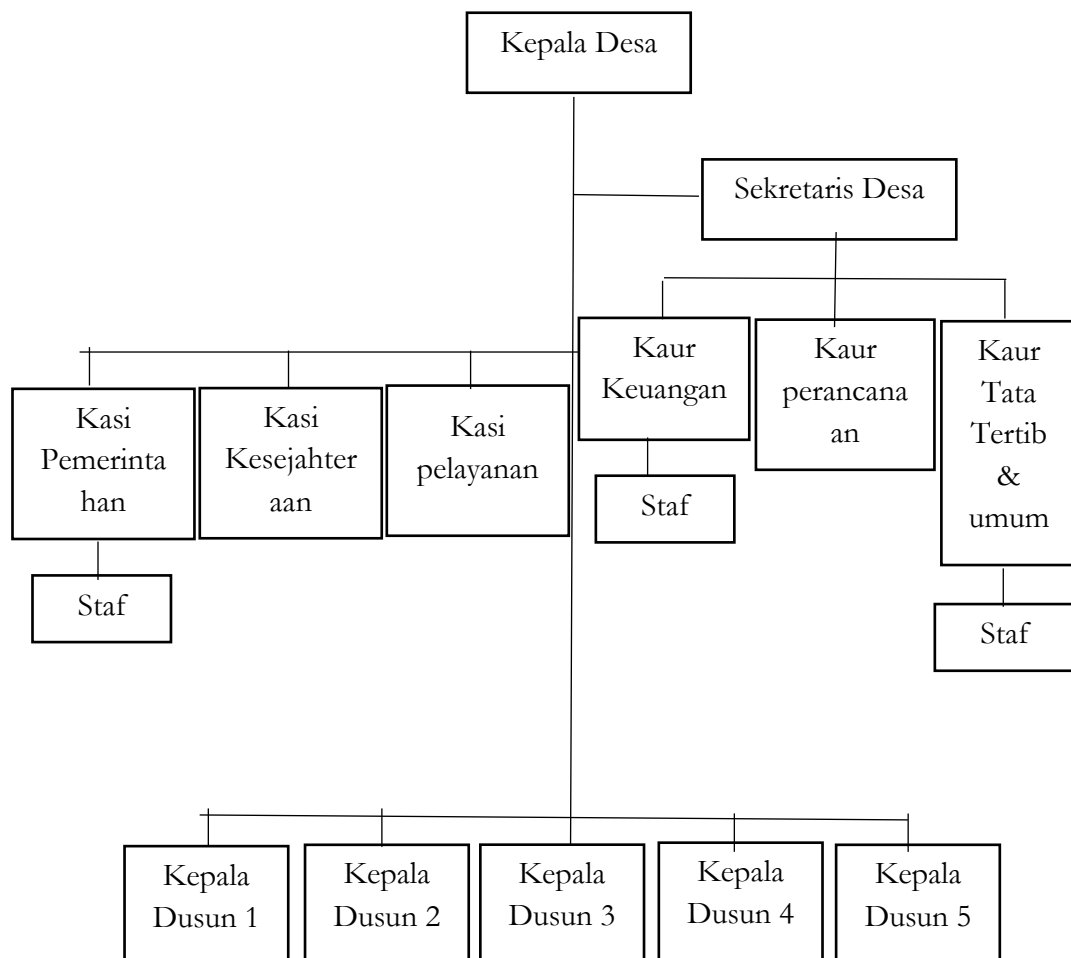 Kepala Desa
Sekretaris Desa
Kaur
Keuangan
Kaur
perancana
an
Kaur
Tata
Tertib
&
umum
Kasi
Pemerinta
han
Kasi
Kesejahter
aan
Kasi
pelayanan
Staf
Staf
Staf
Kepala
Dusun 1
Kepala
Dusun 2
Kepala
Dusun 3
Kepala
Dusun 4
Kepala
Dusun 5